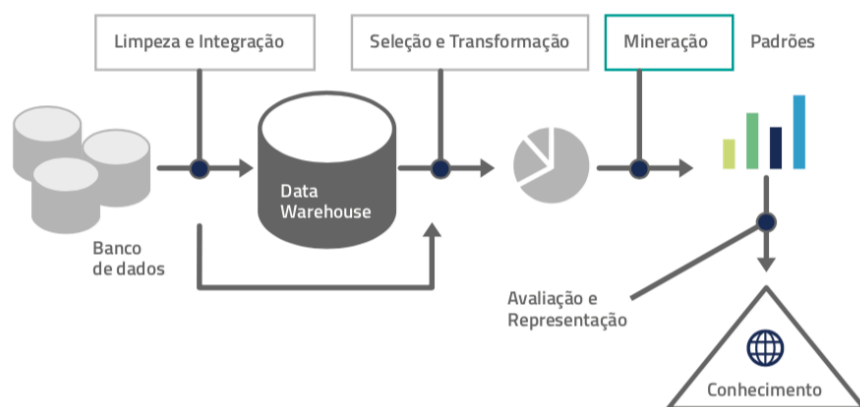 Limpeza e Integração
Seleção e Transformação
Mineração
Padrões
Data
Warehouse
Banco
de dados
Avaliação e
Representação
Conhecimento